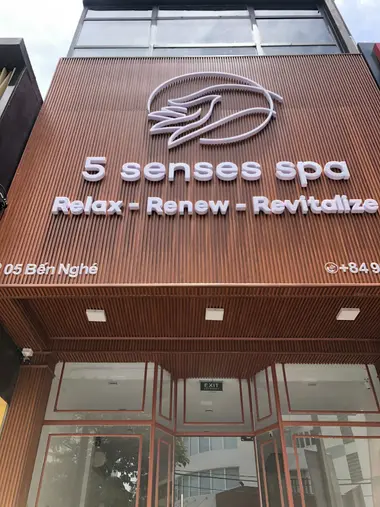 5 senses spa
Relax - Renew - Revitalize
05 Bến Nghé
+84 9
EXIT